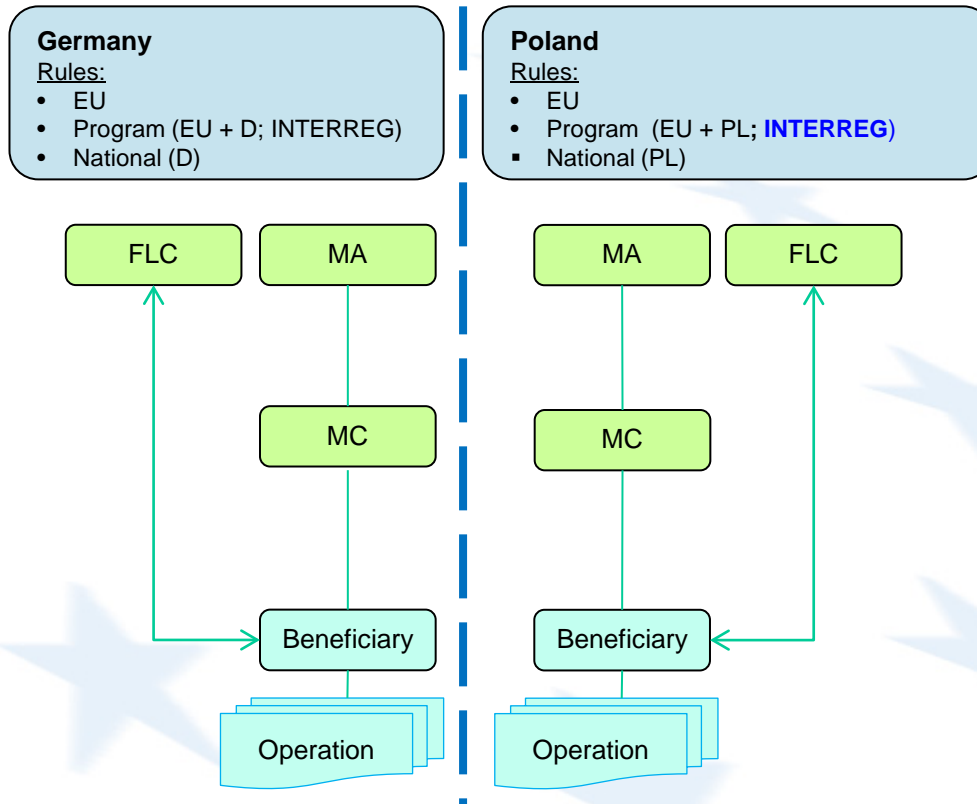 Germany
Rules:
• EU
• Program (EU + D; INTERREG)
• National (D)
Poland
Rules:
• EU
• Program (EU + PL; INTERREG)
▪ National (PL)
FLC
MA
MA
FLC
MC
MC
Beneficiary
Beneficiary
Operation
Operation